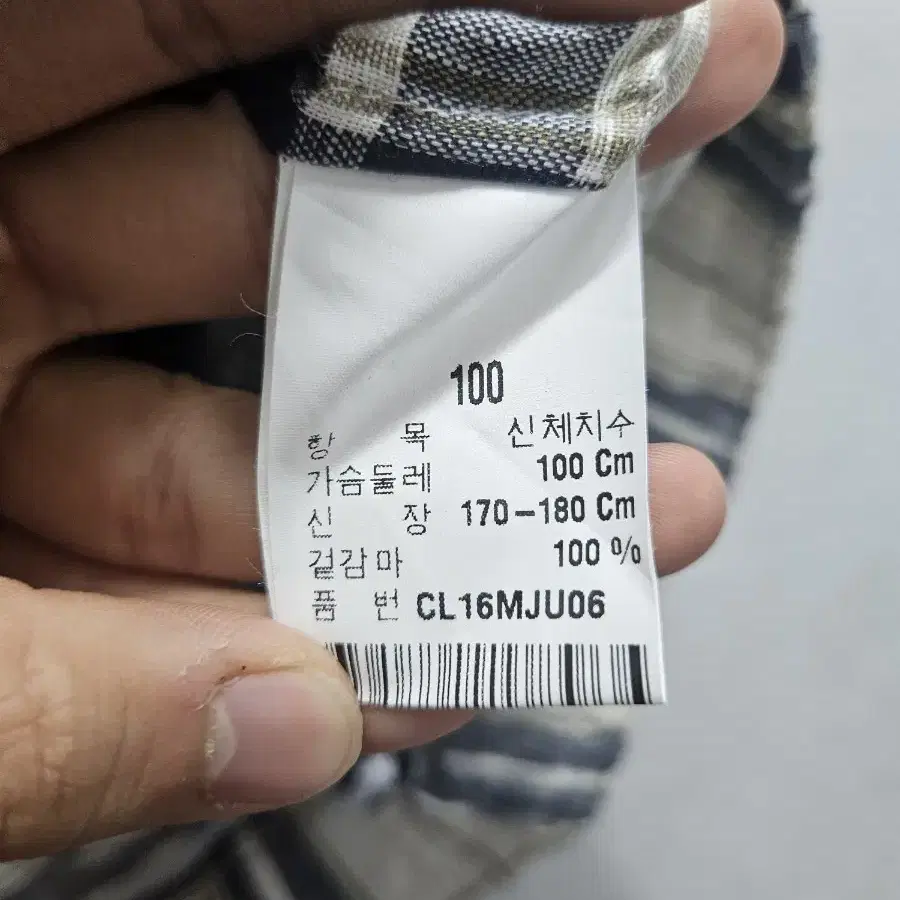 100
항 목 신체치수
가슴둘레 100 Cm
신 장 170-180 Cm
겉감마 100 %
품 번 CL16MJU06